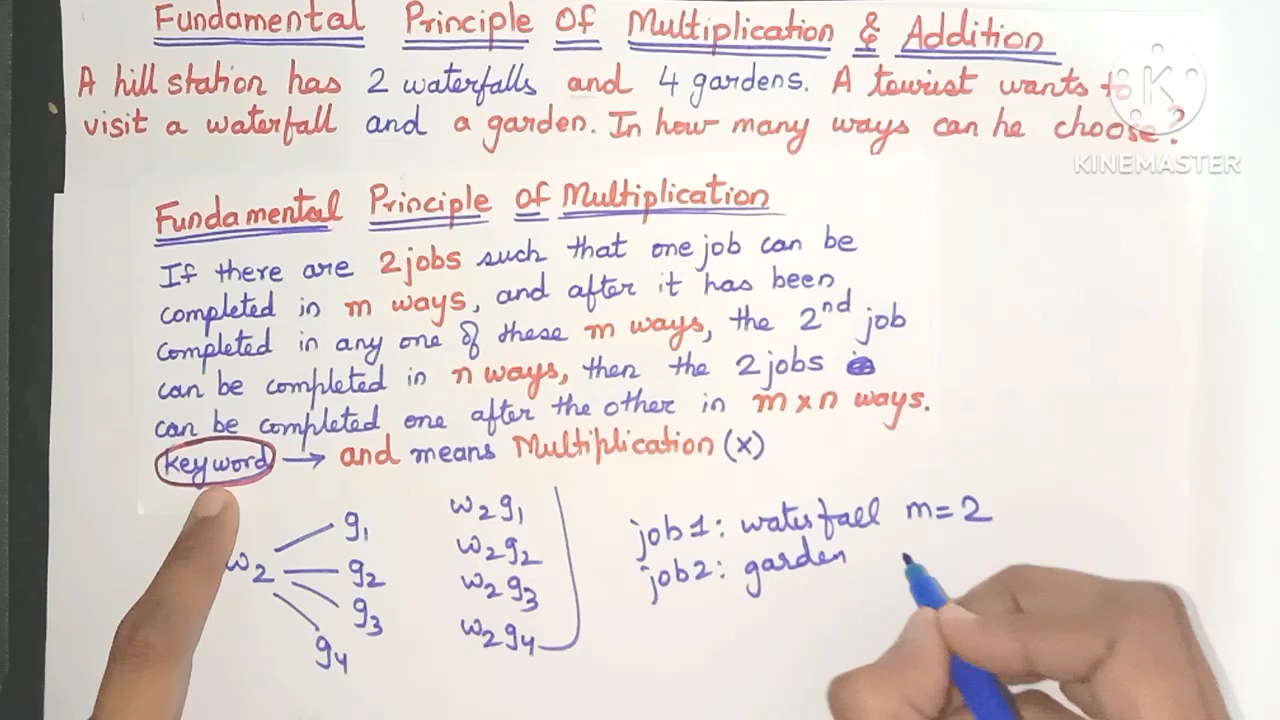 Fundamental Principle Of Multiplication & Addition
A hill station has 2 waterfalls and 4 gardens. A tourist wants to
visit a waterfall and a garden. In how many ways can he choose?
K
KINEMASTER
Fundamental Principle of Multiplication
If there are 2 jobs such that one job can be
completed in m ways, and after it has been
completed in any one of these m ways, the 2nd job
can be completed in n ways, then the 2 jobs
can be completed one after the other in m x n ways.
keyword → and means Multiplication (x)
w2
g1
g2
g3
g4
w2g1
w2g2
w2g3
w2g4
job1: waterfall m=2
job2: garden